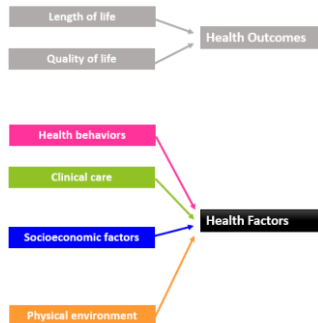 Length of life
Health Outcomes
Quality of life
Health behaviors
Clinical care
Health Factors
Socioeconomic factors
Physical environment